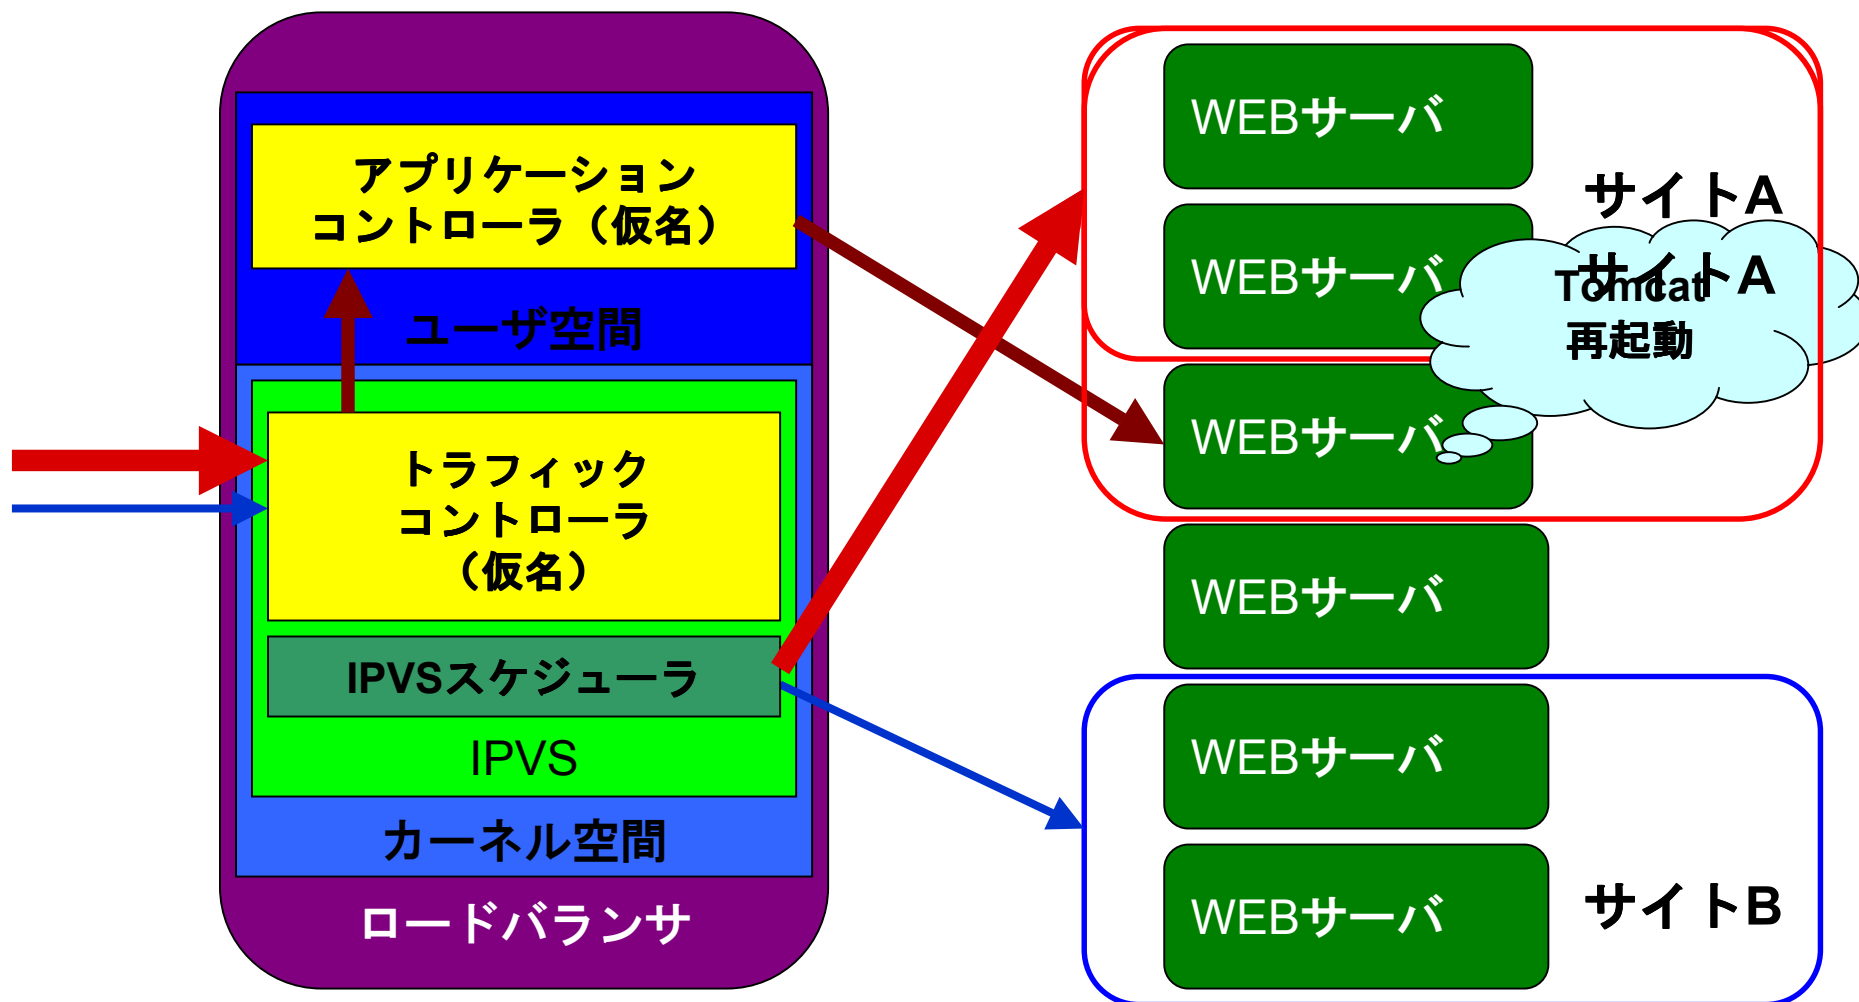 アプリケーション
コントローラ（仮名）
ユーザ空間
トラフィック
コントローラ
（仮名）
IPVSスケジューラ
IPVS
カーネル空間
ロードバランサ
WEBサーバ
WEBサーバ
WEBサーバ
WEBサーバ
WEBサーバ
WEBサーバ
サイトA
サイトA
Tomcat
再起動
サイトB